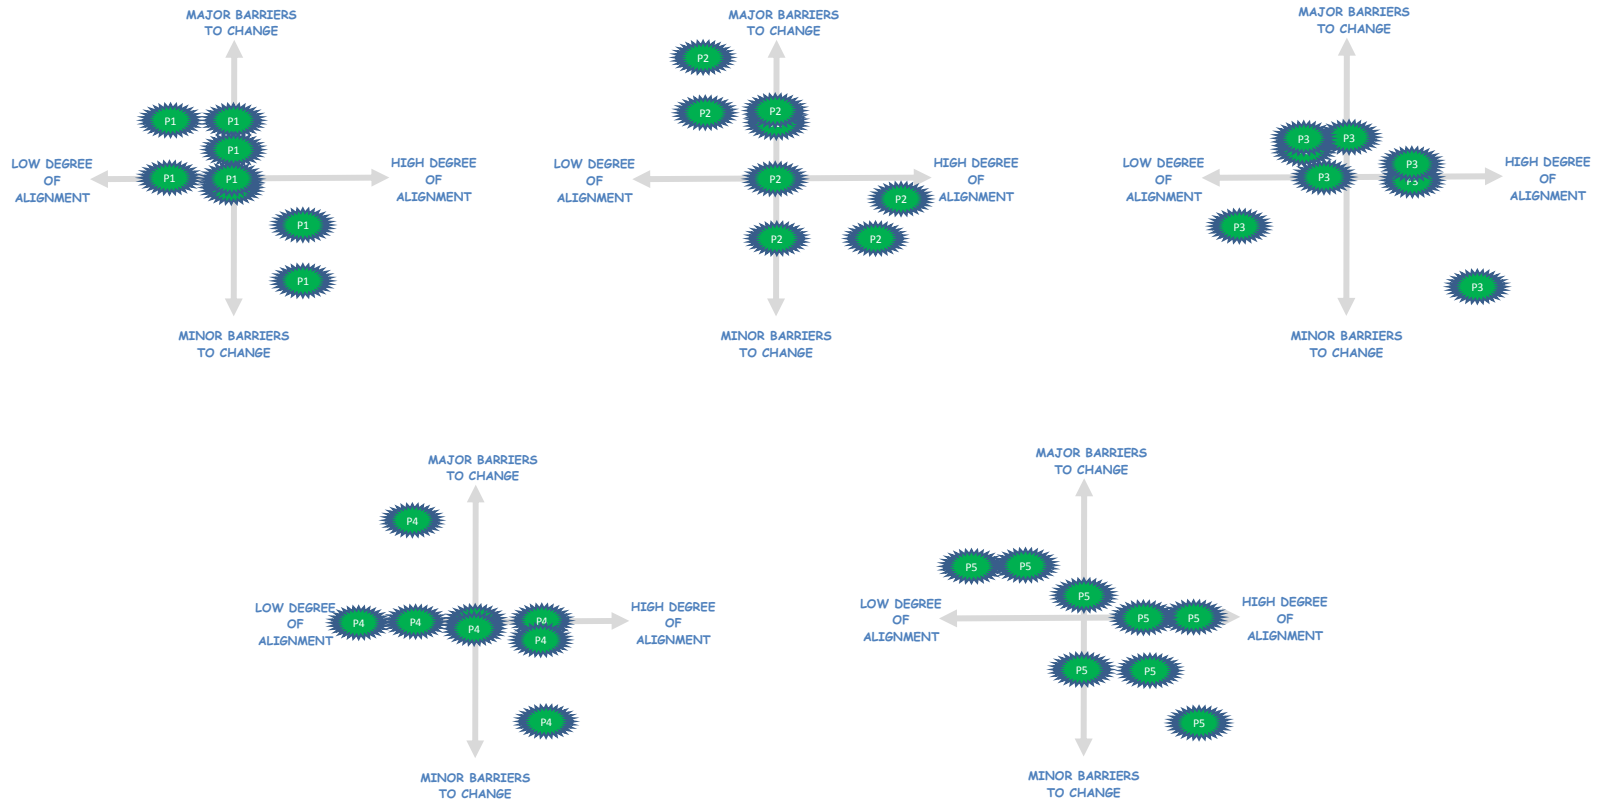 MAJOR BARRIERS
TO CHANGE
P1
P1
P1
LOW DEGREE
OF
ALIGNMENT
P1
P1
HIGH DEGREE
OF
ALIGNMENT
P1
P1
MINOR BARRIERS
TO CHANGE
MAJOR BARRIERS
TO CHANGE
P2
P2
P2
LOW DEGREE
OF
ALIGNMENT
P2
HIGH DEGREE
OF
ALIGNMENT
P2
P2
P2
MINOR BARRIERS
TO CHANGE
MAJOR BARRIERS
TO CHANGE
P3
P3
LOW DEGREE
OF
ALIGNMENT
P3
P3
P3
HIGH DEGREE
OF
ALIGNMENT
P3
P3
MINOR BARRIERS
TO CHANGE
MAJOR BARRIERS
TO CHANGE
P4
LOW DEGREE
OF
ALIGNMENT
P4
P4
P4
P4
P4
HIGH DEGREE
OF
ALIGNMENT
P4
MINOR BARRIERS
TO CHANGE
MAJOR BARRIERS
TO CHANGE
P5
P5
P5
LOW DEGREE
OF
ALIGNMENT
P5
P5
HIGH DEGREE
OF
ALIGNMENT
P5
P5
P5
MINOR BARRIERS
TO CHANGE